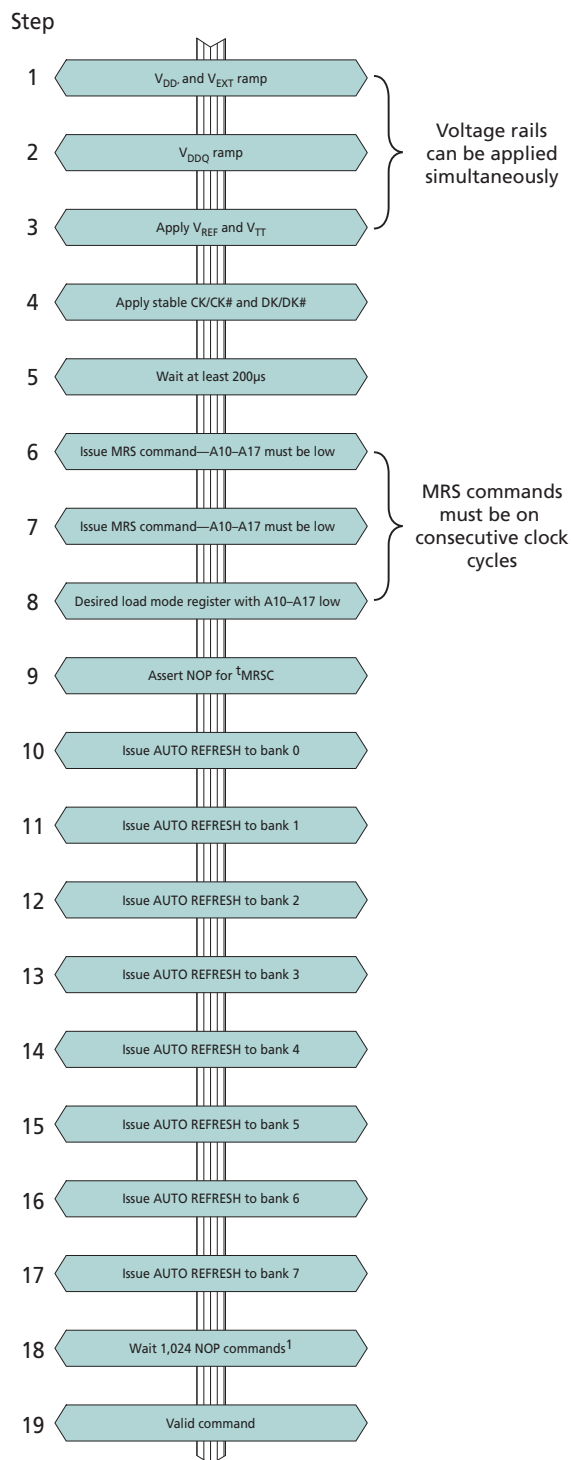 Step
1 VDD, and VEXT ramp
2 VDDQ ramp
3 Apply VREF and VTT
Voltage rails
can be applied
simultaneously
4 Apply stable CK/CK# and DK/DK#
5 Wait at least 200µs
6 Issue MRS command—A10–A17 must be low
7 Issue MRS command—A10–A17 must be low
8 Desired load mode register with A10–A17 low
MRS commands
must be on
consecutive clock
cycles
9 Assert NOP for tMRSC
10 Issue AUTO REFRESH to bank 0
11 Issue AUTO REFRESH to bank 1
12 Issue AUTO REFRESH to bank 2
13 Issue AUTO REFRESH to bank 3
14 Issue AUTO REFRESH to bank 4
15 Issue AUTO REFRESH to bank 5
16 Issue AUTO REFRESH to bank 6
17 Issue AUTO REFRESH to bank 7
18 Wait 1,024 NOP commands1
19 Valid command